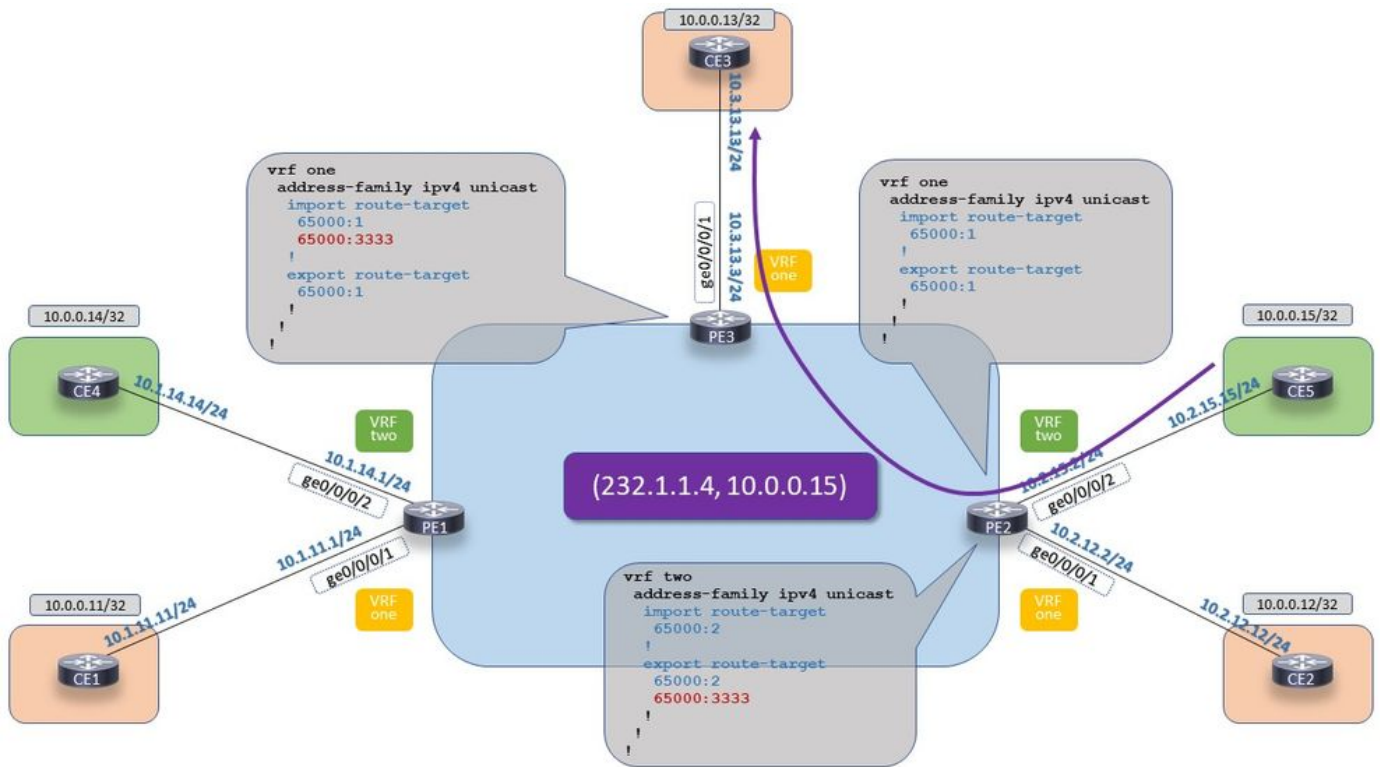 10.0.0.13/32
CE3
10.3.13.13/24
vrf one
address-family ipv4 unicast
import route-target
65000:1
65000:3333
!
export route-target
65000:1
!
!
!
vrf one
address-family ipv4 unicast
import route-target
65000:1
!
export route-target
65000:1
!
!
!
ge0/0/0/1
10.3.13.3/24
VRF
one
PE3
10.0.0.14/32
CE4
10.1.14.14/24
VRF
two
10.1.14.1/24
ge0/0/0/2
PE1
10.0.0.15/32
CE5
10.2.15.15/24
VRF
two
10.2.15.2/24
ge0/0/0/2
PE2
(232.1.1.4, 10.0.0.15)
10.1.11.1/24
ge0/0/0/1
VRF
one
10.0.0.11/32
10.1.11.11/24
CE1
vrf two
address-family ipv4 unicast
import route-target
65000:2
!
export route-target
65000:2
65000:3333
!
!
!
10.2.12.2/24
ge0/0/0/1
VRF
one
10.0.0.12/32
10.2.12.12/24
CE2